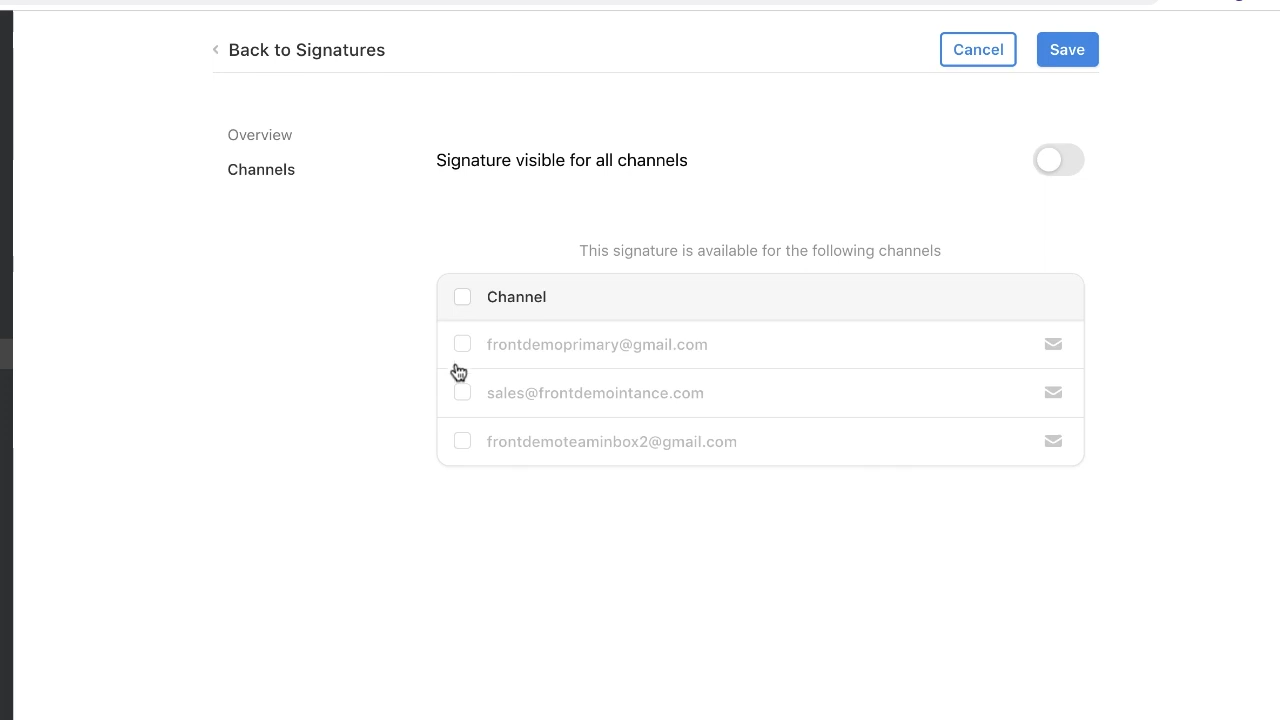 Back to Signatures
Cancel
Save
Overview
Channels
Signature visible for all channels
This signature is available for the following channels
Channel
frontdemoprimary@gmail.com
sales@frontdemointance.com
frontdemoteaminbox2@gmail.com